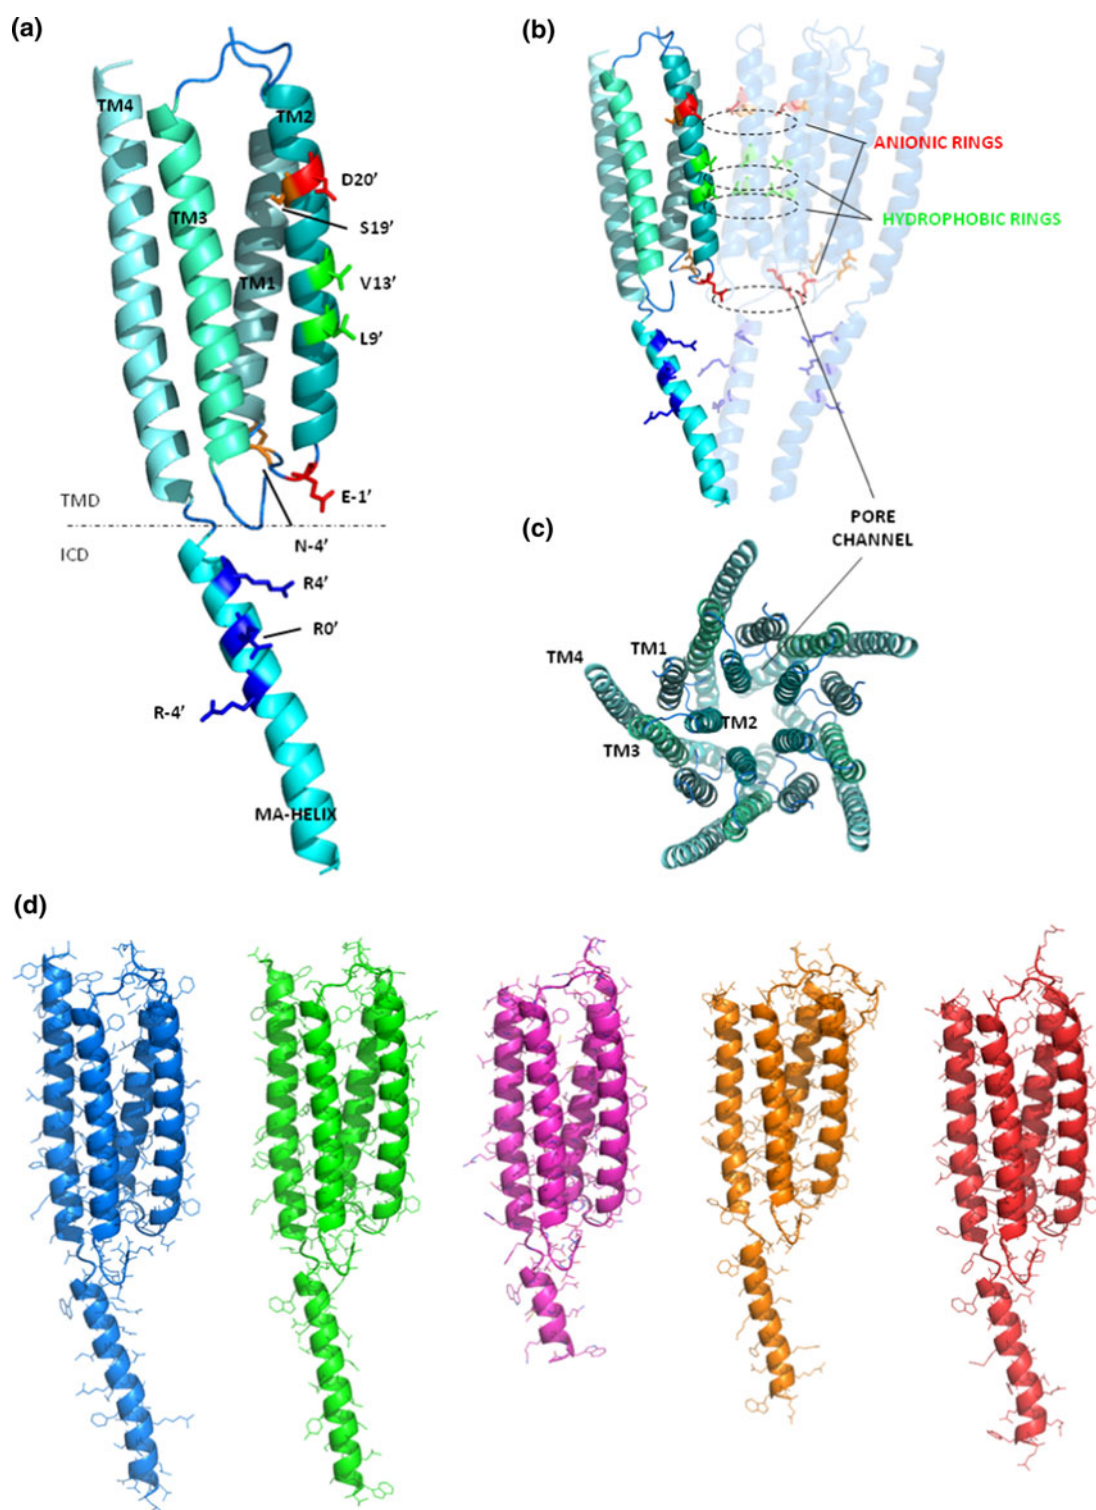 (a)
TM4
TM2
D20′
S19′
TM3
TM1
V13′
L9′
TMD
E-1′
ICD
N-4′
R4′
R0′
R-4′
MA-HELIX
(b)
ANIONIC RINGS
HYDROPHOBIC RINGS
PORE
CHANNEL
(c)
TM1
TM4
TM2
TM3
(d)